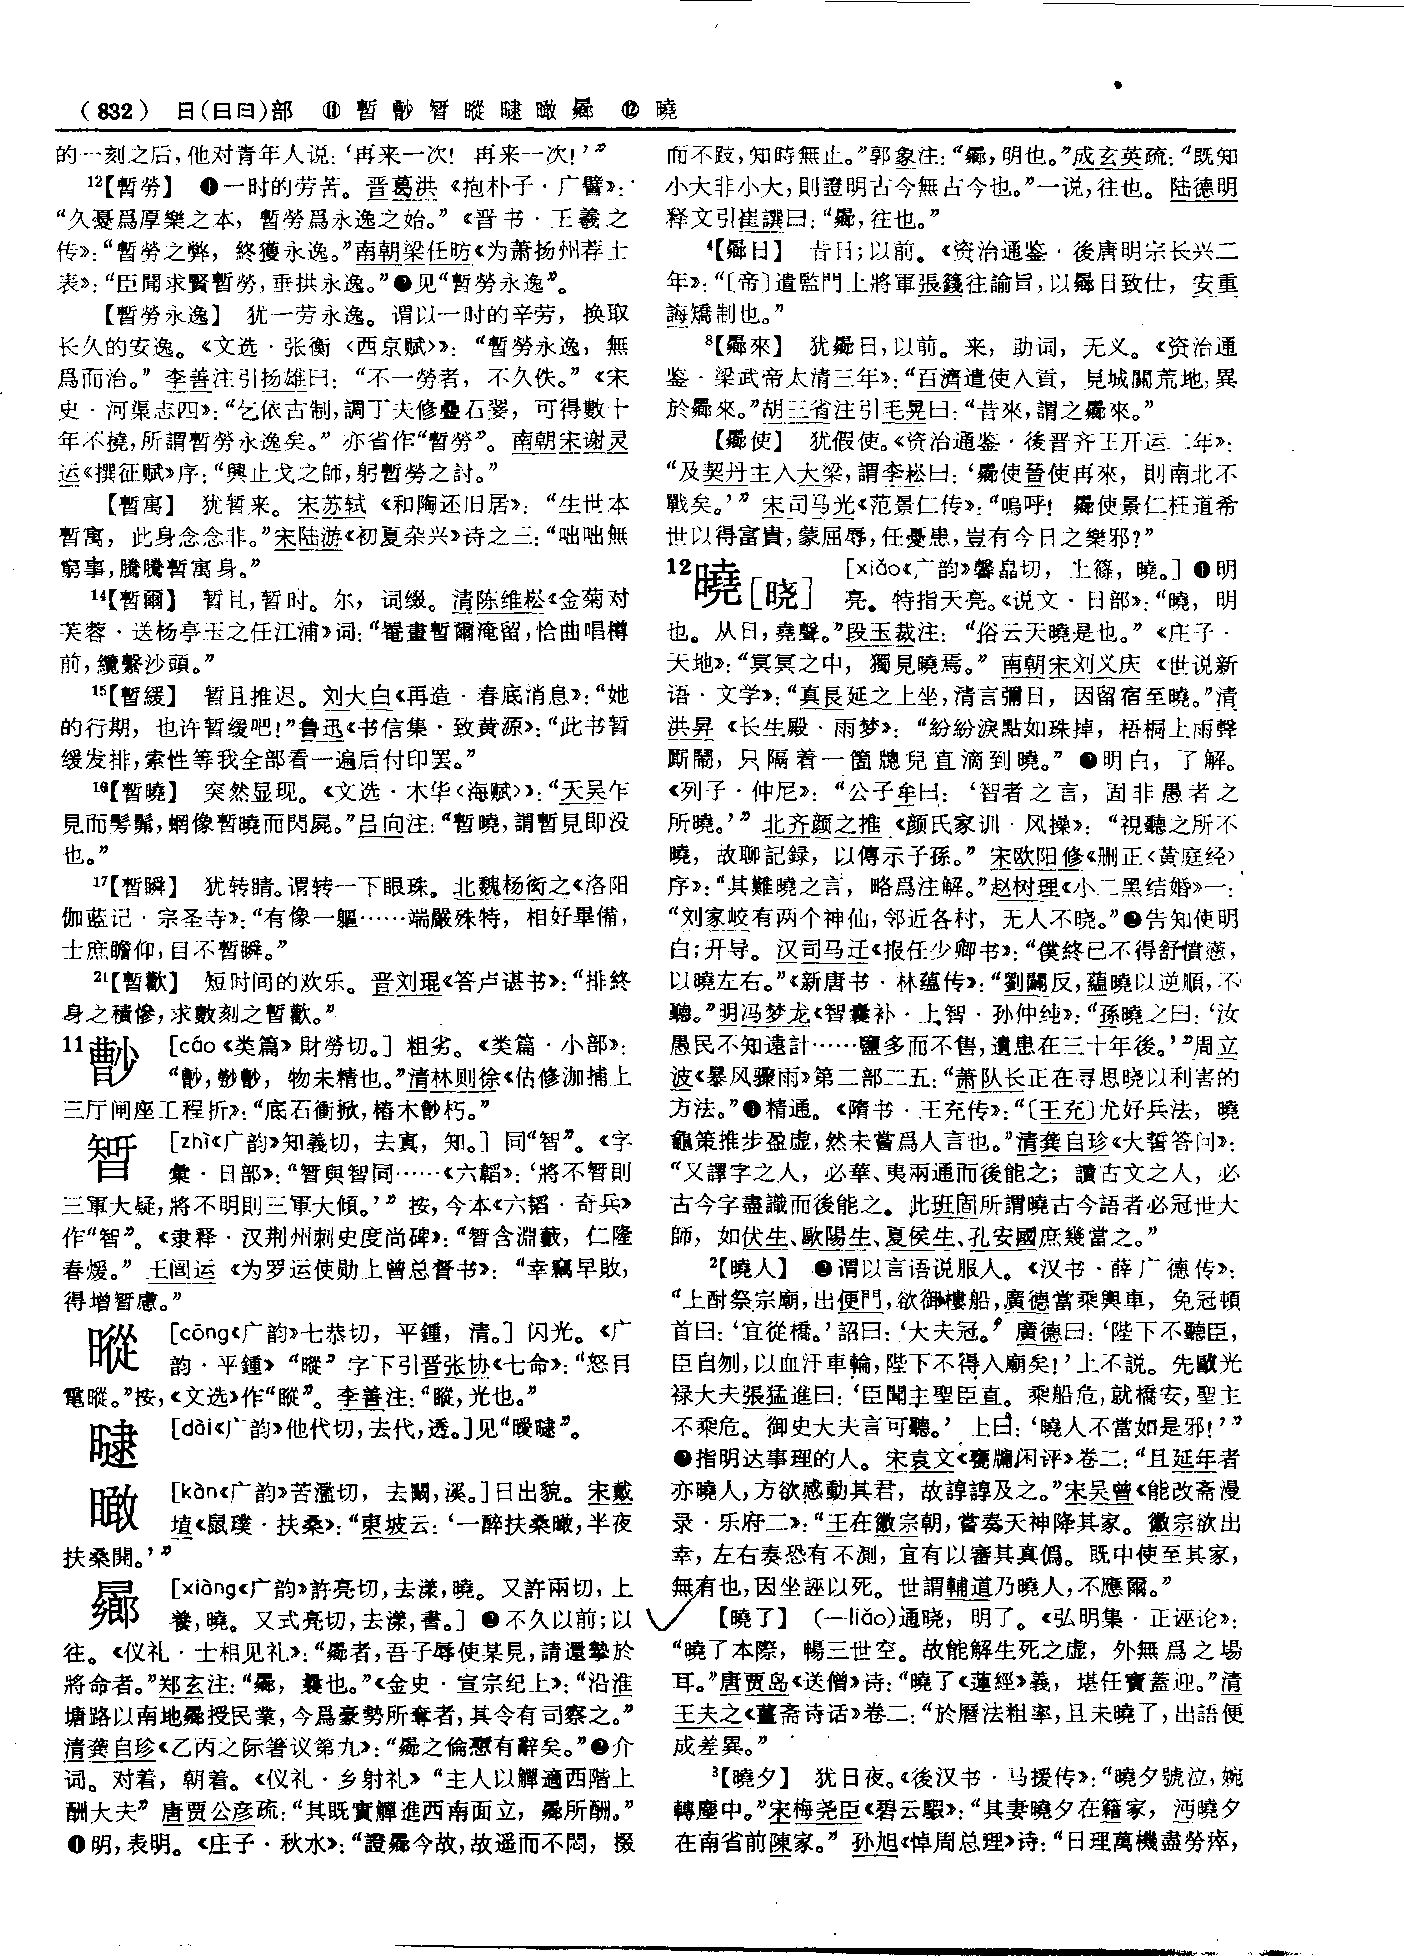 (832) 日(曰⺜)部 ⑪ 暫 𣋿 㬢 暰 曃 瞰 曏 ⑫ 曉
的一刻之后,他对青年人说:‘再来一次! 再来一次!’”
12【暫勞】 ❶一时的劳苦。晋葛洪《抱朴子·广譬》:
“久憂爲厚樂之本,暫勞爲永逸之始。”《晋书·王羲之
传》:“暫勞之弊,終獲永逸。”南朝梁任昉《为萧扬州荐士
表》:“臣聞求賢暫勞,垂拱永逸。”❷见“暫勞永逸”。
【暫勞永逸】 犹一劳永逸。谓以一时的辛劳,换取
长久的安逸。《文选·张衡〈西京赋〉》:“暫勞永逸,無
爲而治。”李善注引扬雄曰:“不一勞者,不久佚。”《宋
史·河渠志四》:“乞依古制,調丁夫修疊石婆,可得數十
年不撓,所謂暫勞永逸矣。”亦省作“暫勞”。南朝宋谢灵
运《撰征赋》序:“興止戈之師,躬暫勞之討。”
【暫寓】 犹暂来。宋苏轼《和陶还旧居》:“生世本
暫寓,此身念念非。”宋陆游《初夏杂兴》诗之三:“咄咄無
窮事,騰騰暫寓身。”
14【暫爾】 暂且,暂时。尔,词缀。清陈维崧《金菊对
芙蓉·送杨亭玉之任江浦》词:“罨畫暫爾淹留,恰曲唱樽
前,纜繫沙頭。”
15【暫緩】 暂且推迟。刘大白《再造·春底消息》:“她
的行期,也许暂缓吧!”鲁迅《书信集·致黄源》:“此书暂
缓发排,索性等我全部看一遍后付印罢。”
16【暫曉】 突然显现。《文选·木华〈海赋〉》:“天吴乍
見而髣髴,蝄像暫曉而閃屍。”吕向注:“暫曉,謂暫見即没
也。”
17【暫瞬】 犹转睛。谓转一下眼珠。北魏杨衒之《洛阳
伽蓝记·宗圣寺》:“有像一軀……端嚴殊特,相好畢備,
士庶瞻仰,目不暫瞬。”
21【暫歡】 短时间的欢乐。晋刘琨《答卢谌书》:“排終
身之積慘,求數刻之暫歡。”
11 [cáo《类篇》財勞切。] 粗劣。《类篇·小部》:
物未精也。”清林则徐《估修泇捕上
三厅闸座工程折》:“底石衝掀,樁木 朽。”
[zhì《广韵》知義切,去寘,知。] 同“智”。《字
彙·日部》:“ 與智同……《六韜》:‘將不 則
三軍大疑,將不明則三軍大傾。’”按,今本《六韬·奇兵》
作“智”。《隶释·汉荆州刺史度尚碑》:“ 含淵藪,仁隆
春煖。”王闿运《为罗运使勋上曾总督书》:“幸竊早敗,
得增 慮。”
暰 [cōng《广韵》七恭切,平鍾,清。] 闪光。《广
韵·平鍾》“暰”字下引晋张协《七命》:“怒目
電暰。”按,《文选》作“瞛”。李善注:“瞛,光也。”
曃 [dài《广韵》他代切,去代,透。]见“曖曃”。
[kàn《广韵》苦濫切,去闞,溪。]日出貌。宋戴
埴《鼠璞·扶桑》:“東坡云:‘一醉扶桑暾,半夜
扶桑開。’”
曏 [xiàng《广韵》許亮切,去漾,曉。又許兩切,上
養,曉。又式亮切,去漾,書。] ❶不久以前;以
往。《仪礼·士相见礼》:“曏者,吾子辱使某見,請還摯於
將命者。”郑玄注:“曏,曩也。”《金史·宣宗纪上》:“沿淮
塘路以南地曏授民業,今爲豪勢所奪者,其令有司察之。”
清龚自珍《乙丙之际箸议第九》:“曏之倫慭有辭矣。”❷介
词。对着,朝着。《仪礼·乡射礼》“主人以觶適西階上
酬大夫”唐贾公彦疏:“其既實觶進西南面立,曏所酬。”
❸明,表明。《庄子·秋水》:“證曏今故,故遥而不悶,掇
而不跂,知時無止。”郭象注:“曏,明也。”成玄英疏:“既知
小大非小大,則證明古今無古今也。”一说,往也。陆德明
释文引崔譔曰:“曏,往也。”
4【曏日】 昔日;以前。《资治通鉴·後唐明宗长兴二
年》:“〔帝〕遣監門上將軍張籛往諭旨,以曏日致仕,安重
誨矯制也。”
8【曏來】 犹曏日,以前。来,助词,无义。《资治通
鉴·梁武帝太清三年》:“百濟遣使入貢,見城關荒圮,異
於曏來。”胡三省注引毛晃曰:“昔來,謂之曏來。”
【曏使】 犹假使。《资治通鉴·後晋齐王开运二年》:
“及契丹主入大梁,謂李崧曰:‘曏使晉使再來,則南北不
戰矣。’”宋司马光《范景仁传》:“嗚呼! 曏使景仁枉道希
世以得富貴,蒙屈辱,任憂患,豈有今日之樂邪?”
12曉[晓] [xiǎo《广韵》馨皛切,上篠,曉。] ❶明
亮。特指天亮。《说文·日部》:“曉,明
也。从日,堯聲。”段玉裁注:“俗云天曉是也。”《庄子·
天地》:“冥冥之中,獨見曉焉。”南朝宋刘义庆《世说新
语·文学》:“真長延之上坐,清言彌日,因留宿至曉。”清
洪昇《长生殿·雨梦》:“紛紛淚點如珠掉,梧桐上雨聲
厮鬧,只隔着一箇牕兒直滴到曉。”❷明白,了解。
《列子·仲尼》:“公子牟曰:‘智者之言,固非愚者之
所曉。’”北齐颜之推《颜氏家训·风操》:“視聽之所不
曉,故聊記録,以傳示子孫。”宋欧阳修《删正〈黄庭经〉
序》:“其難曉之言,略爲注解。”赵树理《小二黑结婚》一:
“刘家峧有两个神仙,邻近各村,无人不晓。”❸告知使明
白;开导。汉司马迁《报任少卿书》:“僕終已不得舒憤懣,
以曉左右。”《新唐书·林蕴传》:“劉闢反,蘊曉以逆順,不
聽。”明冯梦龙《智囊补·上智·孙仲纯》:“孫曉之曰:‘汝
愚民不知遠計……鹽多而不售,遺患在三十年後。’”周立
波《暴风骤雨》第二部二五:“萧队长正在寻思晓以利害的
方法。”❹精通。《隋书·王充传》:“〔王充〕尤好兵法,曉
龜策推步盈虚,然未嘗爲人言也。”清龚自珍《大誓答问》:
“又譯字之人,必華、夷兩通而後能之;讀古文之人,必
古今字盡識而後能之。此班固所謂曉古今語者必冠世大
師,如伏生、歐陽生、夏侯生、孔安國庶幾當之。”
2【曉人】 ❶谓以言语说服人。《汉书·薛广德传》:
“上酎祭宗廟,出便門,欲御樓船,廣德當乘輿車,免冠頓
首曰:‘宜從橋。’詔曰:‘大夫冠。’廣德曰:‘陛下不聽臣,
臣自刎,以血汙車輪,陛下不得入廟矣!’上不説。先敺光
禄大夫張猛進曰:‘臣聞主聖臣直。乘船危,就橋安,聖主
不乘危。御史大夫言可聽。’上曰:‘曉人不當如是邪!’”
❷指明达事理的人。宋袁文《甕牖闲评》卷二:“且延年者
亦曉人,方欲感動其君,故諄諄及之。”宋吴曾《能改斋漫
录·乐府二》:“王在徽宗朝,嘗奏天神降其家。徽宗欲出
幸,左右奏恐有不測,宜有以審其真僞。既中使至其家,
無有也,因坐誣以死。世謂輔道乃曉人,不應爾。”
【曉了】 (—liǎo)通晓,明了。《弘明集·正诬论》:
“曉了本際,暢三世空。故能解生死之虚,外無爲之場
耳。”唐贾岛《送僧》诗:“曉了《蓮經》義,堪任寶蓋迎。”清
王夫之《薑斋诗话》卷二:“於曆法粗率,且未曉了,出語便
成差異。”
3【曉夕】 犹日夜。《後汉书·马援传》:“曉夕號泣,婉
轉塵中。”宋梅尧臣《碧云騢》:“其妻曉夕在籍家,沔曉夕
在南省前陳家。”孙旭《悼周总理》诗:“日理萬機盡勞瘁,